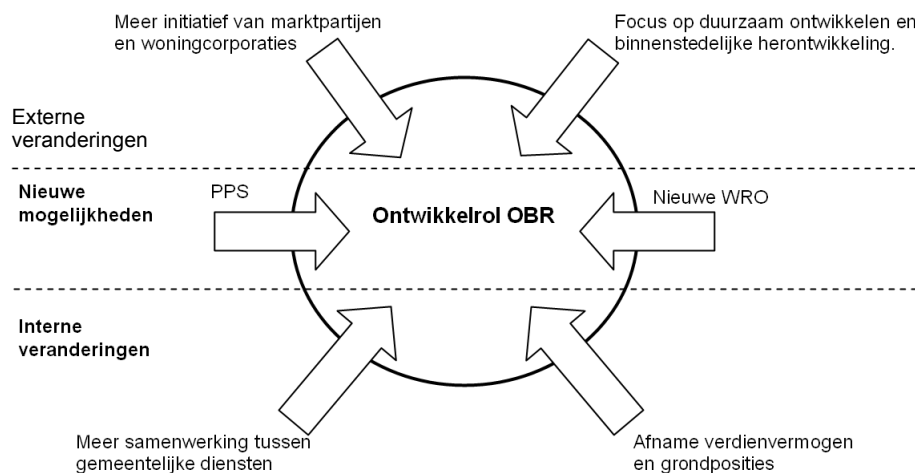 Meer initiatief van marktpartijen
en woningcorporaties
Focus op duurzaam ontwikkelen en
binnenstedelijke herontwikkeling.
Externe
veranderingen
Nieuwe
mogelijkheden
PPS
Ontwikkelrol OBR
Nieuwe WRO
Interne
veranderingen
Meer samenwerking tussen
gemeentelijke diensten
Afname verdienvermogen
en grondposities